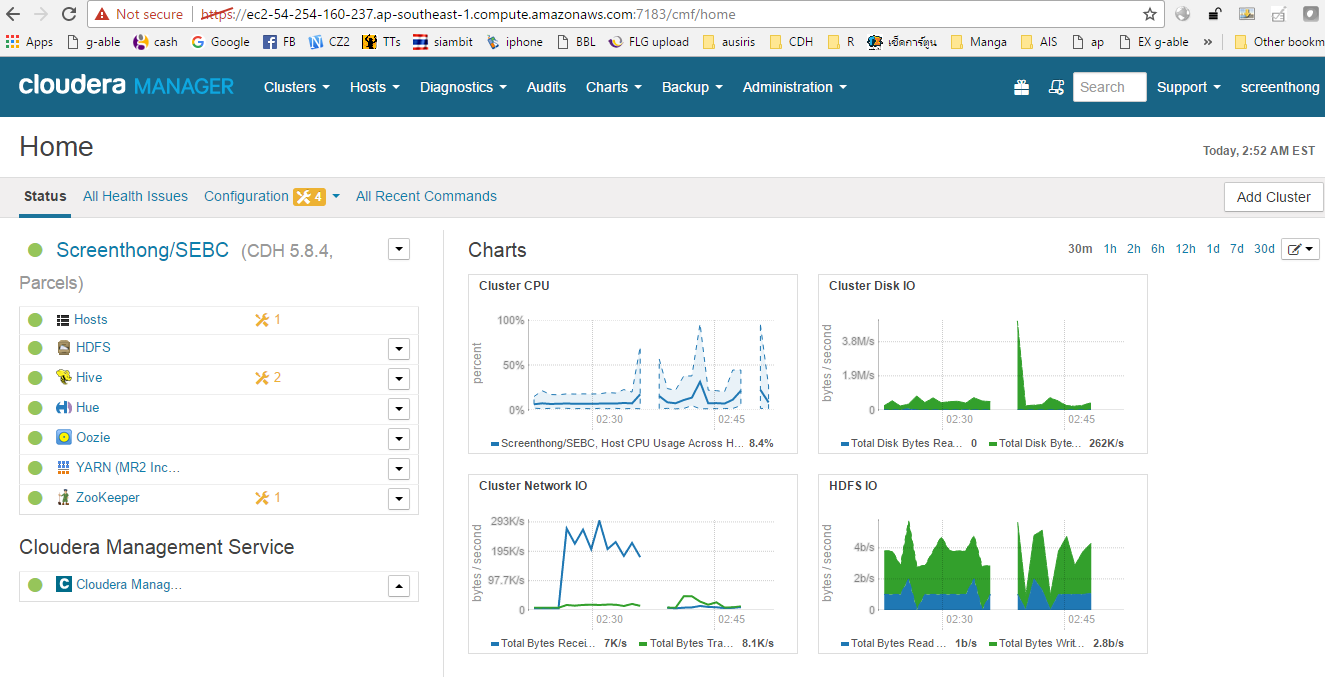 Not secure https://ec2-54-254-160-237.ap-southeast-1.compute.amazonaws.com:7183/cmf/home
Apps g-able cash Google FB CZ2 TTs siambit iphone BBL FLG upload ausiris CDH R เซ็ตการ์ตูน Manga AIS ap EX g-able » Other bookm
cloudera MANAGER Clusters Hosts Diagnostics Audits Charts Backup Administration Search Support screenthong
Home
Today, 2:52 AM EST
Status All Health Issues Configuration 4 All Recent Commands Add Cluster
Screenthong/SEBC (CDH 5.8.4,
Parcels)
Hosts 1
HDFS
Hive 2
Hue
Oozie
YARN (MR2 Inc...
ZooKeeper 1
Cloudera Management Service
Cloudera Manag...
Charts 30m 1h 2h 6h 12h 1d 7d 30d
Cluster CPU
percent
100%
50%
0%
02:30 02:45
Screenthong/SEBC, Host CPU Usage Across H... 8.4%
Cluster Disk IO
bytes / second
3.8M/s
1.9M/s
0
02:30 02:45
Total Disk Bytes Rea... 0 Total Disk Byte... 262K/s
Cluster Network IO
bytes / second
293K/s
195K/s
97.7K/s
0
02:30 02:45
Total Bytes Recei... 7K/s Total Bytes Tra... 8.1K/s
HDFS IO
bytes / second
4b/s
2b/s
0
02:30 02:45
Total Bytes Read ... 1b/s Total Bytes Writ... 2.8b/s